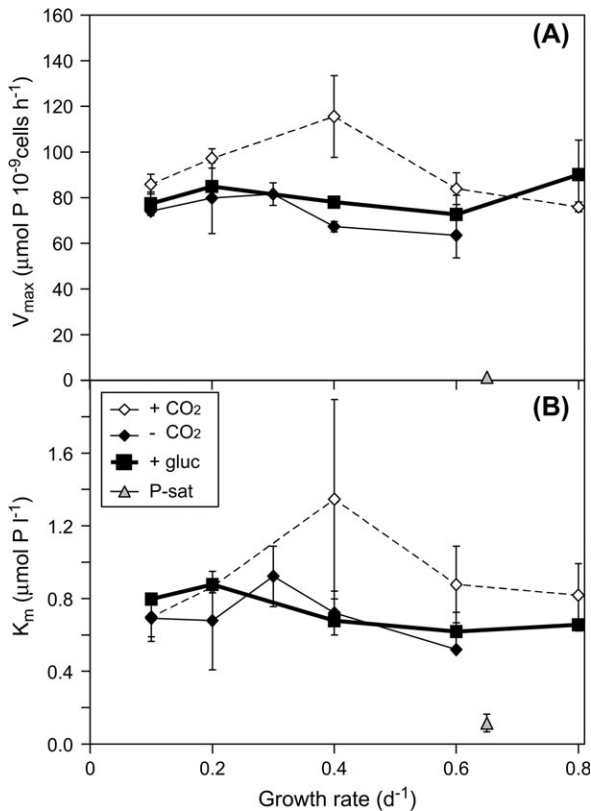 (A)
160
140
120
100
80
60
40
20
0
V_max (µmol P 10^-9cells h^-1)
(B)
+ CO₂
- CO₂
+ gluc
P-sat
1.6
1.2
0.8
0.4
0.0
K_m (µmol P l^-1)
0 0.2 0.4 0.6 0.8
Growth rate (d^-1)